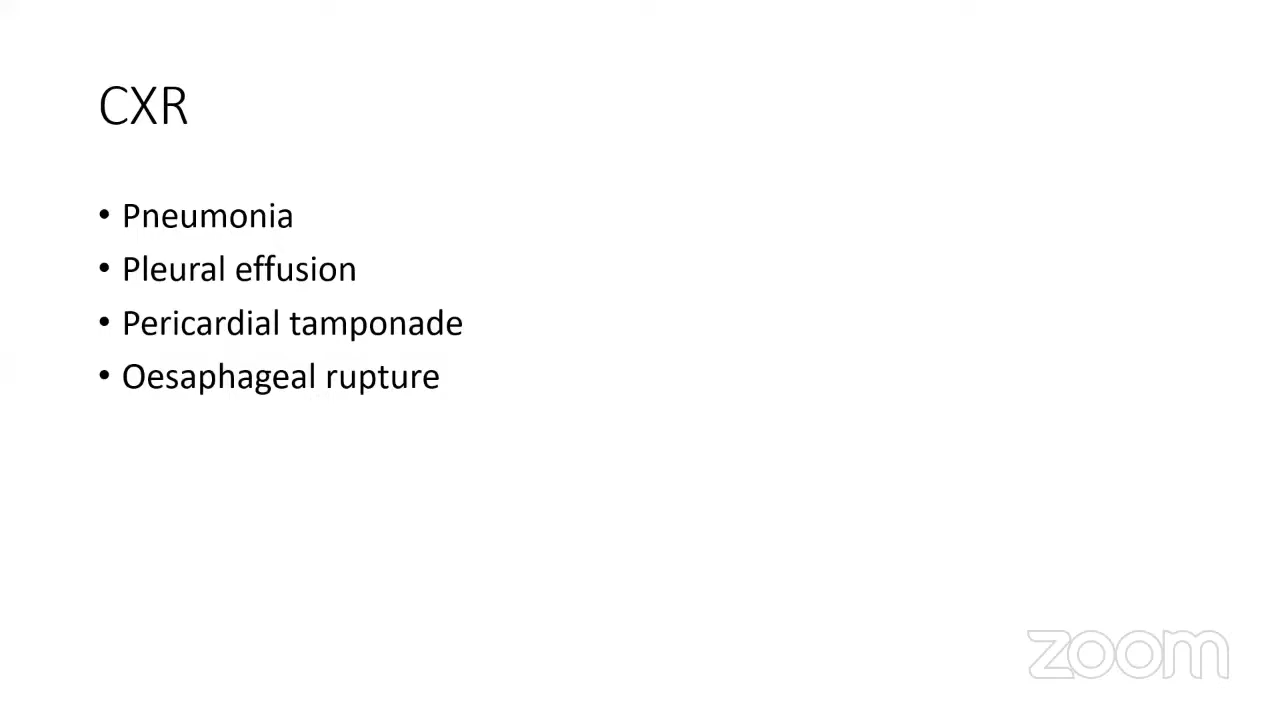 CXR
• Pneumonia
• Pleural effusion
• Pericardial tamponade
• Oesaphageal rupture
zoom